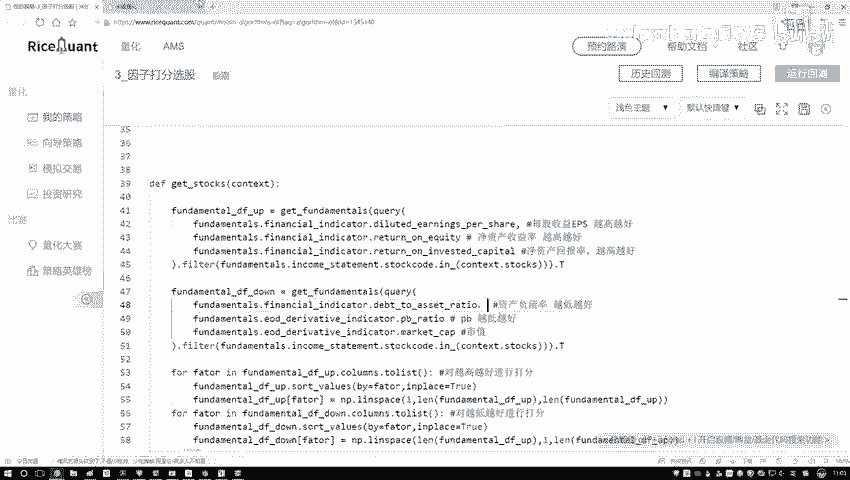 https://www.ricequant.com/quant/
RiceQuant
量化
AMS
预约路演
帮助文档
社区
3_因子打分选股
历史回测
编译策略
运行回测
量化
我的策略
向导策略
模拟交易
投资研究
比赛
量化大赛
策略英雄榜
浅色主题
默认快捷键
35
36
37
38
39 def get_stocks(context):
40
41 fundamental_df_up = get_fundamentals(query(
42 fundamentals.financial_indicator.diluted_earnings_per_share, #每股收益EPS 越高越好
43 fundamentals.financial_indicator.return_on_equity # 净资产收益率 越高越好
44 fundamentals.financial_indicator.return_on_invested_capital #净资产回报率，越高越好
45 ).filter(fundamentals.income_statement.stockcode.in_(context.stocks))).T
46
47 fundamental_df_down = get_fundamentals(query(
48 fundamentals.financial_indicator.debt_to_asset_ratio. #资产负债率 越低越好
49 fundamentals.eod_derivative_indicator.pb_ratio # pb 越低越好
50 fundamentals.eod_derivative_indicator.market_cap #市值
51 ).filter(fundamentals.income_statement.stockcode.in_(context.stocks))).T
52
53 for fator in fundamental_df_up.columns.tolist(): #对越高越好进行打分
54 fundamental_df_up.sort_values(by=fator,inplace=True)
55 fundamental_df_up[fator] = np.linspace(1,len(fundamental_df_up),len(fundamental_df_up))
56 for fator in fundamental_df_down.columns.tolist(): #对越低越好进行打分
57 fundamental_df_down.sort_values(by=fator,inplace=True)
58 fundamental_df_down[fator] = np.linspace(len(fundamental_df_up),1,len(fundamental_df_up))